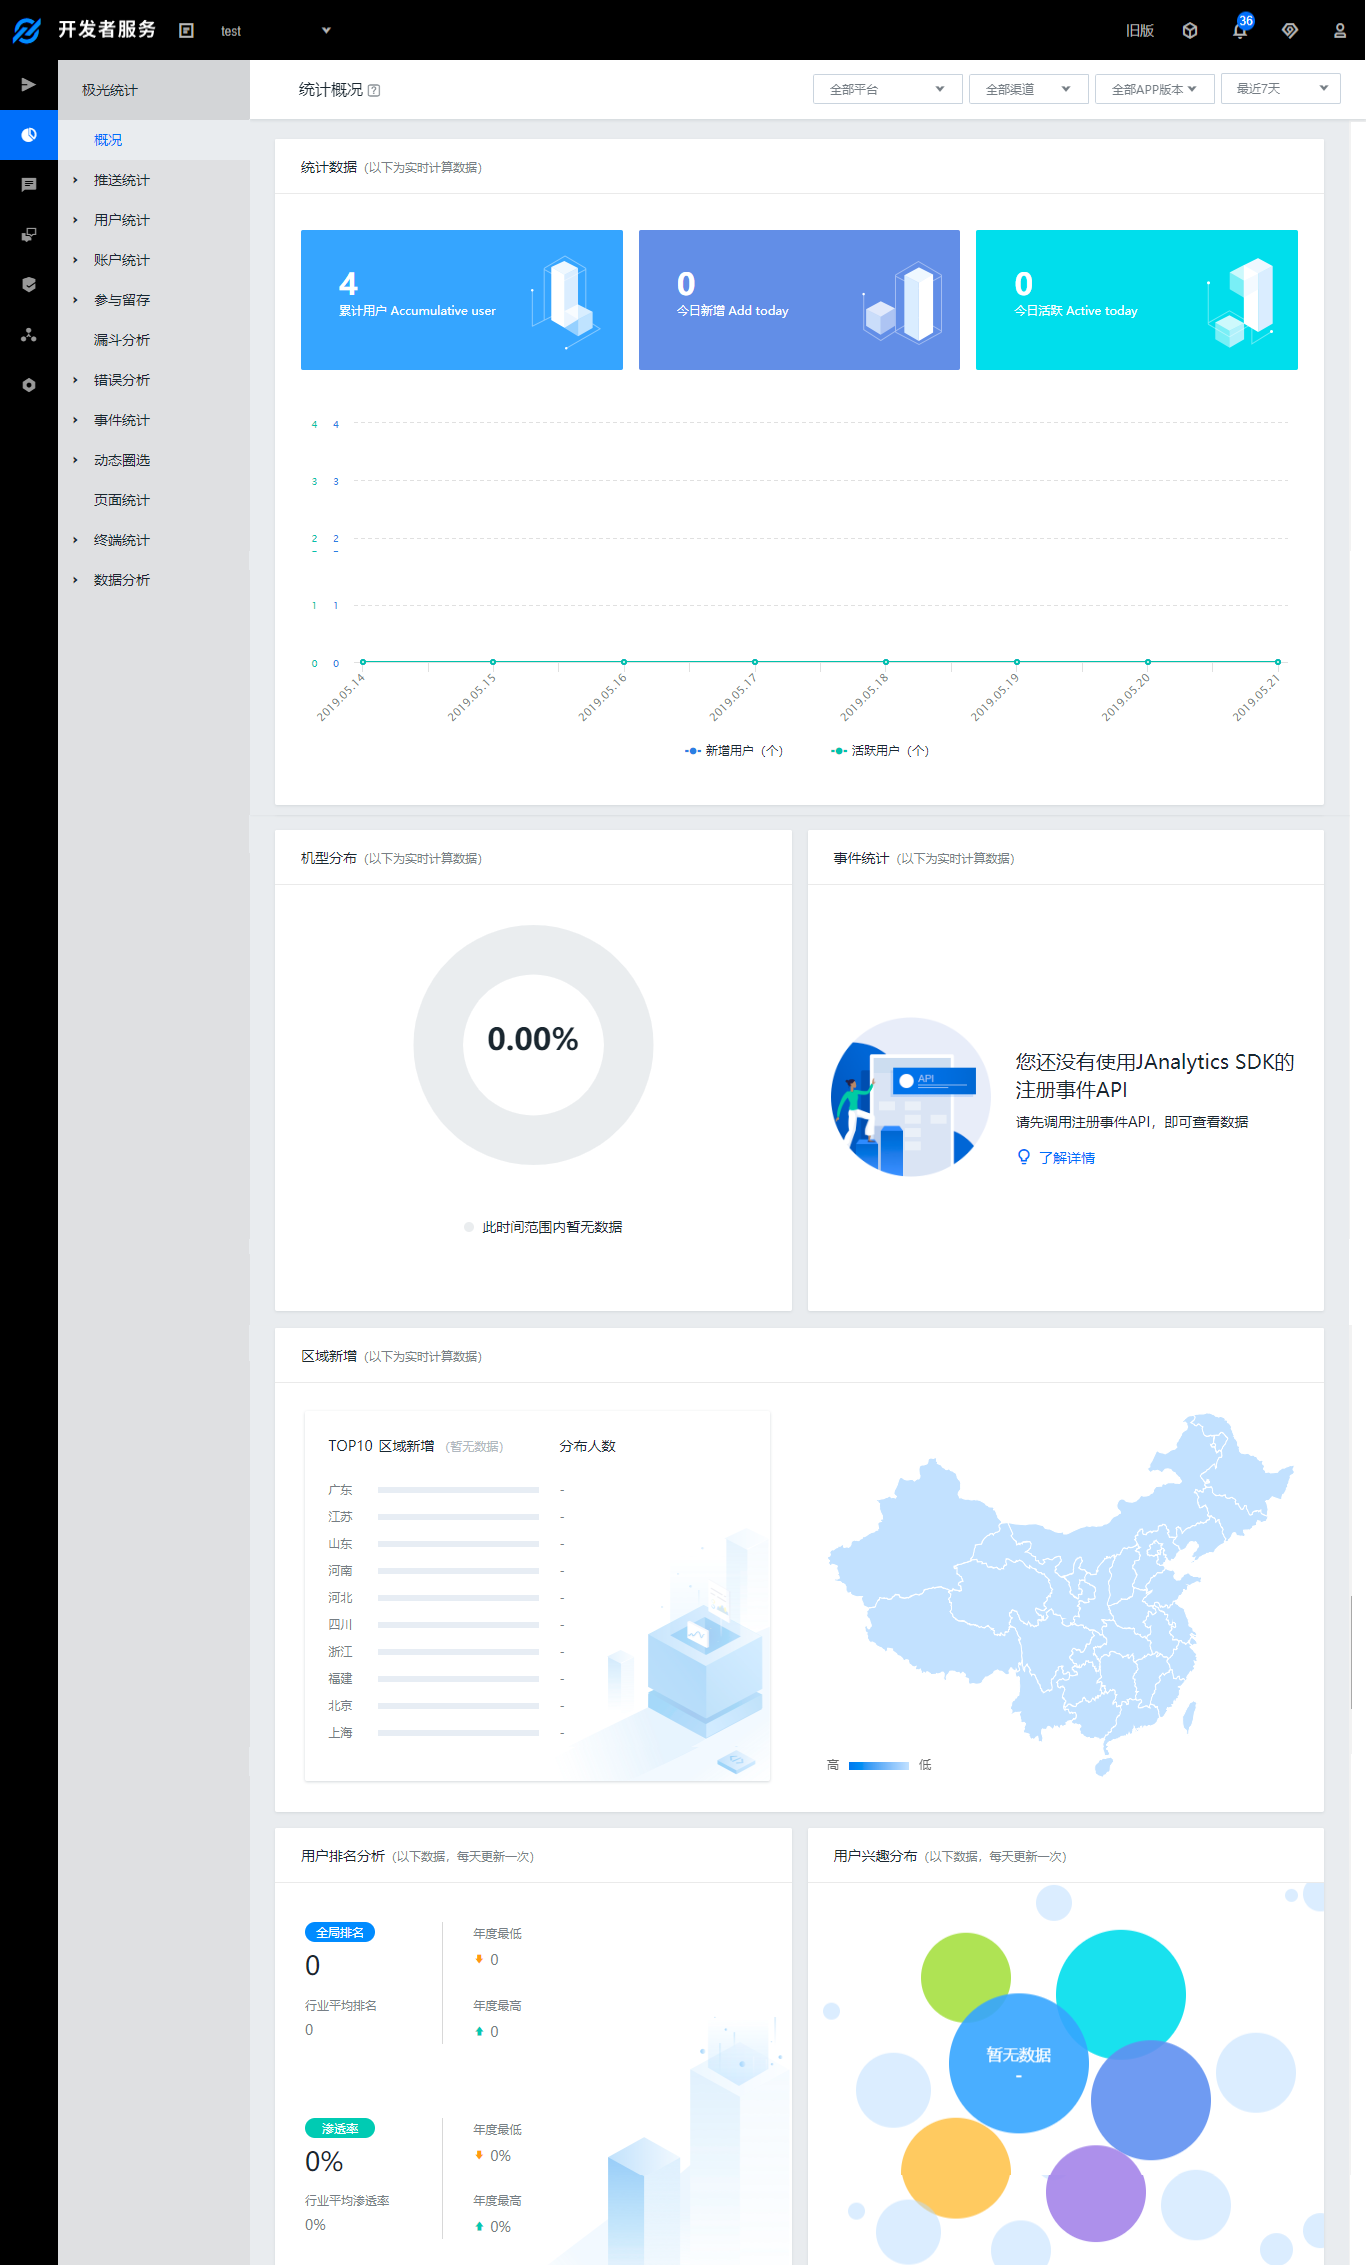 开发者服务
test
旧版
36
极光统计
概况
推送统计
用户统计
账户统计
参与留存
漏斗分析
错误分析
事件统计
动态圈选
页面统计
终端统计
数据分析
统计概况
全部平台
全部渠道
全部APP版本
最近7天
统计数据 (以下为实时计算数据)
4
累计用户 Accumulative user
0
今日新增 Add today
0
今日活跃 Active today
4 4
3 3
2 2
1 1
0 0
2019.05.14
2019.05.15
2019.05.16
2019.05.17
2019.05.18
2019.05.19
2019.05.20
2019.05.21
新增用户（个）
活跃用户（个）
机型分布 (以下为实时计算数据)
0.00%
此时间范围内暂无数据
事件统计 (以下为实时计算数据)
API
您还没有使用JAnalytics SDK的
注册事件API
请先调用注册事件API，即可查看数据
了解详情
区域新增 (以下为实时计算数据)
TOP10 区域新增 (暂无数据) 分布人数
广东 -
江苏 -
山东 -
河南 -
河北 -
四川 -
浙江 -
福建 -
北京 -
上海 -
高 低
用户排名分析 (以下数据，每天更新一次)
全局排名
0
行业平均排名
0
年度最低
0
年度最高
0
渗透率
0%
行业平均渗透率
0%
年度最低
0%
年度最高
0%
用户兴趣分布 (以下数据，每天更新一次)
暂无数据
-